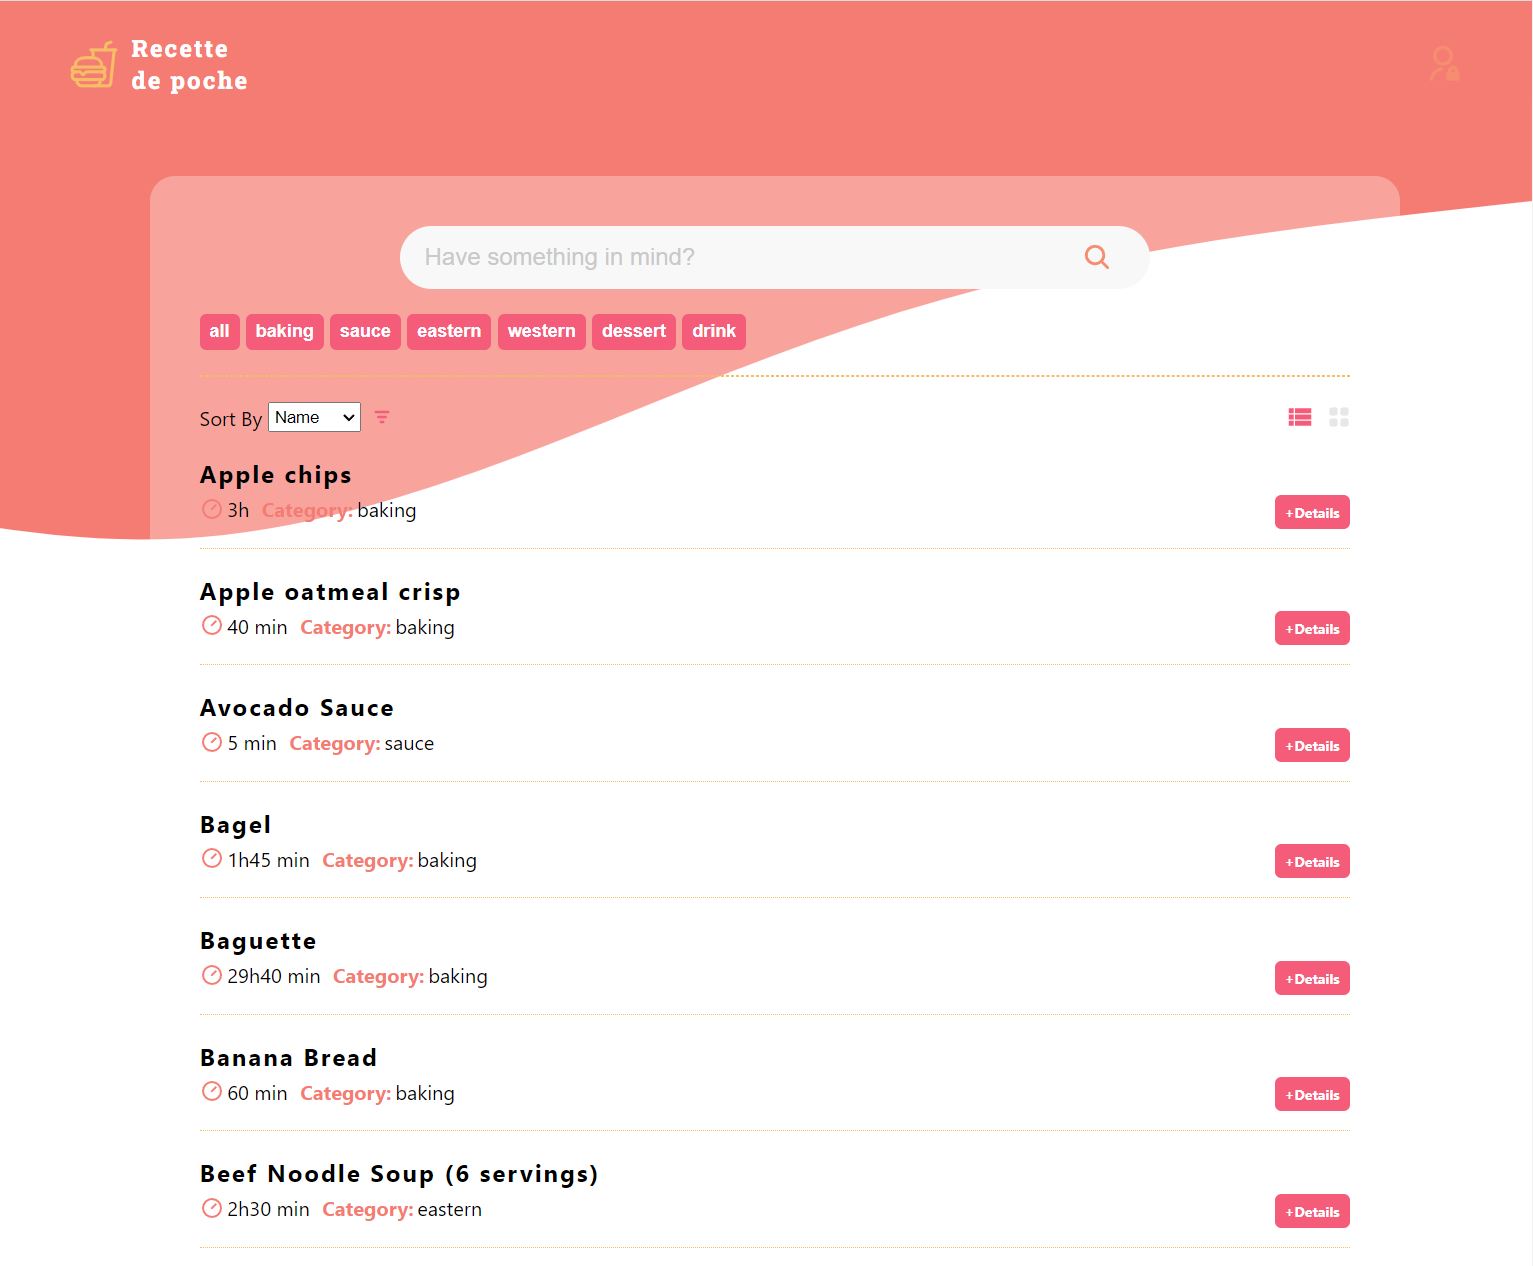 Recette
de poche
Have something in mind?
all baking sauce eastern western dessert drink
Sort By Name
Apple chips
3h Category: baking
+Details
Apple oatmeal crisp
40 min Category: baking
+Details
Avocado Sauce
5 min Category: sauce
+Details
Bagel
1h45 min Category: baking
+Details
Baguette
29h40 min Category: baking
+Details
Banana Bread
60 min Category: baking
+Details
Beef Noodle Soup (6 servings)
2h30 min Category: eastern
+Details